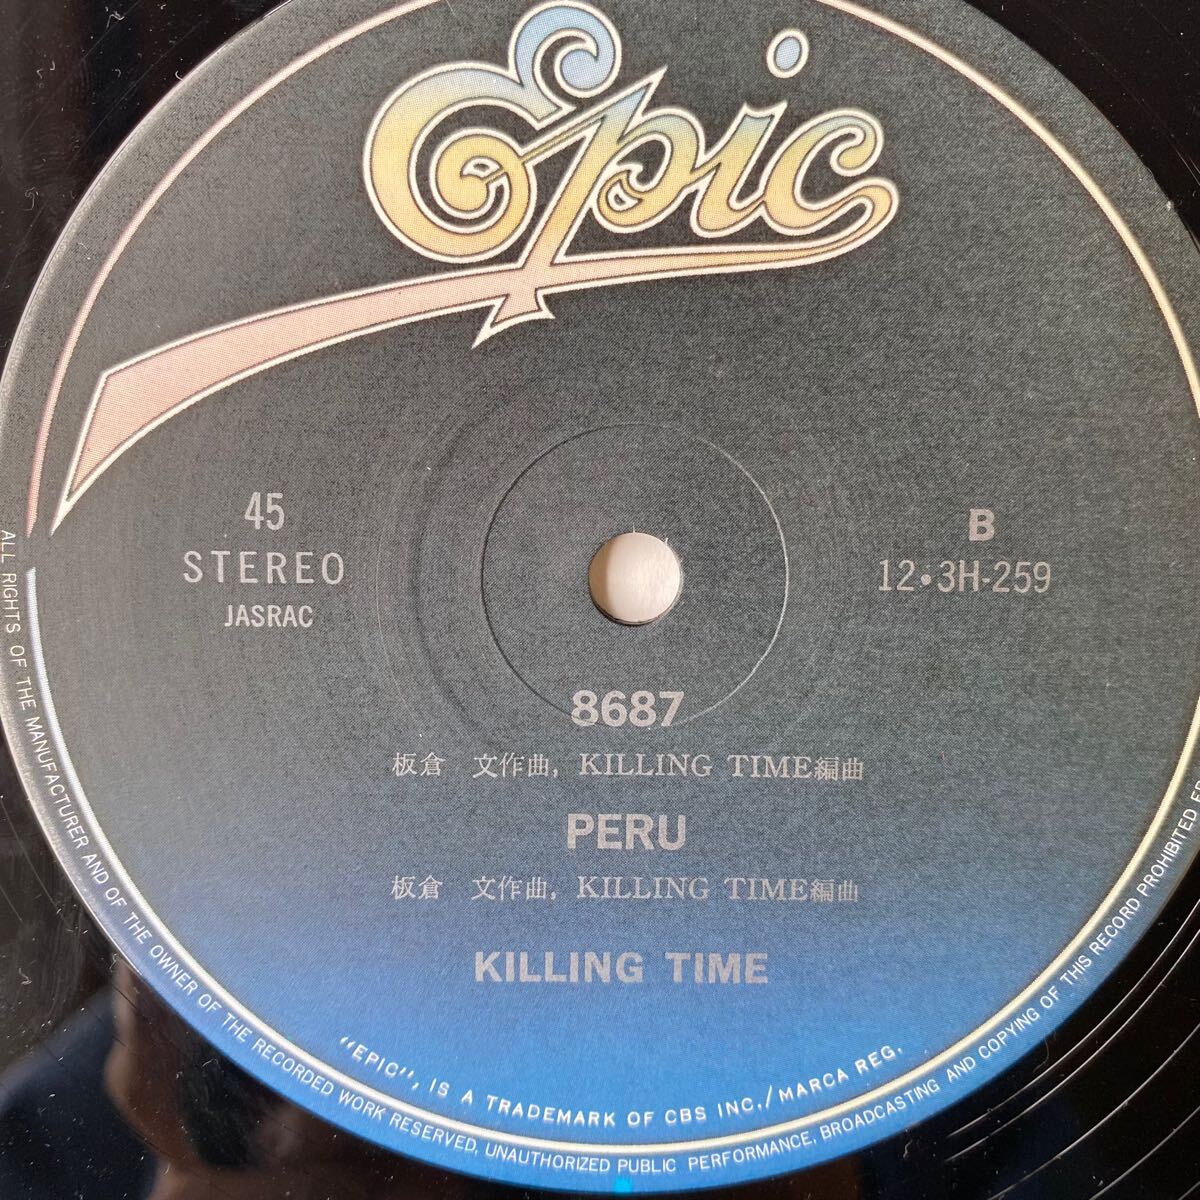 Epic
45
STEREO
JASRAC
B
12・3H-259
8687
板倉　文作曲, KILLING TIME編曲
PERU
板倉　文作曲, KILLING TIME編曲
KILLING TIME
"EPIC", IS A TRADEMARK OF CBS INC./MARCA REG.
ALL RIGHTS OF THE MANUFACTURER AND OF THE OWNER OF THE RECORDED WORK RESERVED, UNAUTHORIZED PUBLIC PERFORMANCE, BROADCASTING AND COPYING OF THIS RECORD PROHIBITED